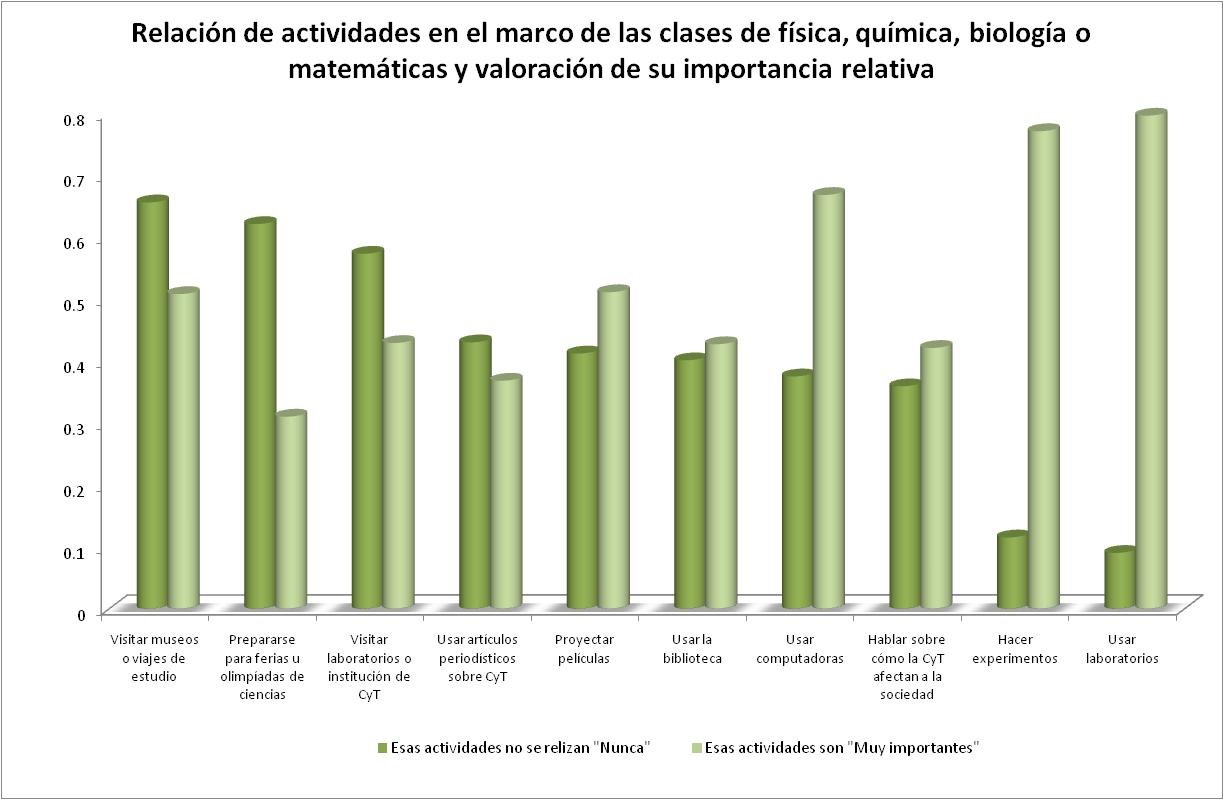 Relación de actividades en el marco de las clases de física, química, biología o
matemáticas y valoración de su importancia relativa
0.8
0.7
0.6
0.5
0.4
0.3
0.2
0.1
0
Visitar museos
o viajes de
estudio
Prepararse
para ferias u
olimpíadas de
ciencias
Visitar
laboratorios o
institución de
CyT
Usar artículos
periodísticos
sobre CyT
Proyectar
películas
Usar la
biblioteca
Usar
computadoras
Hablar sobre
cómo la CyT
afectan a la
sociedad
Hacer
experimentos
Usar
laboratorios
Esas actividades no se relizan "Nunca"
Esas actividades son "Muy importantes"